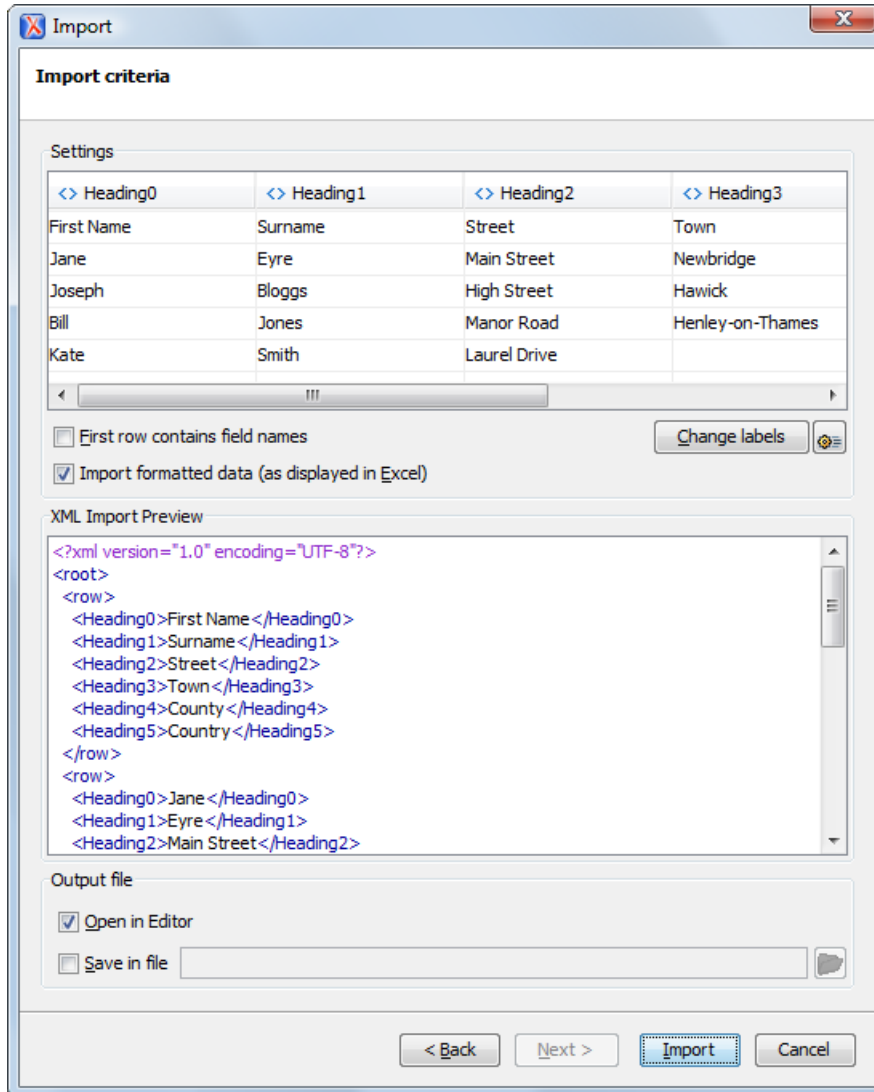 Import
Import criteria
Settings
<> Heading0 <> Heading1 <> Heading2 <> Heading3
First Name Surname Street Town
Jane Eyre Main Street Newbridge
Joseph Bloggs High Street Hawick
Bill Jones Manor Road Henley-on-Thames
Kate Smith Laurel Drive
First row contains field names Change labels
Import formatted data (as displayed in Excel)
XML Import Preview
<?xml version="1.0" encoding="UTF-8"?>
<root>
<row>
<Heading0>First Name</Heading0>
<Heading1>Surname</Heading1>
<Heading2>Street</Heading2>
<Heading3>Town</Heading3>
<Heading4>County</Heading4>
<Heading5>Country</Heading5>
</row>
<row>
<Heading0>Jane</Heading0>
<Heading1>Eyre</Heading1>
<Heading2>Main Street</Heading2>
Output file
Open in Editor
Save in file
< Back Next > Import Cancel